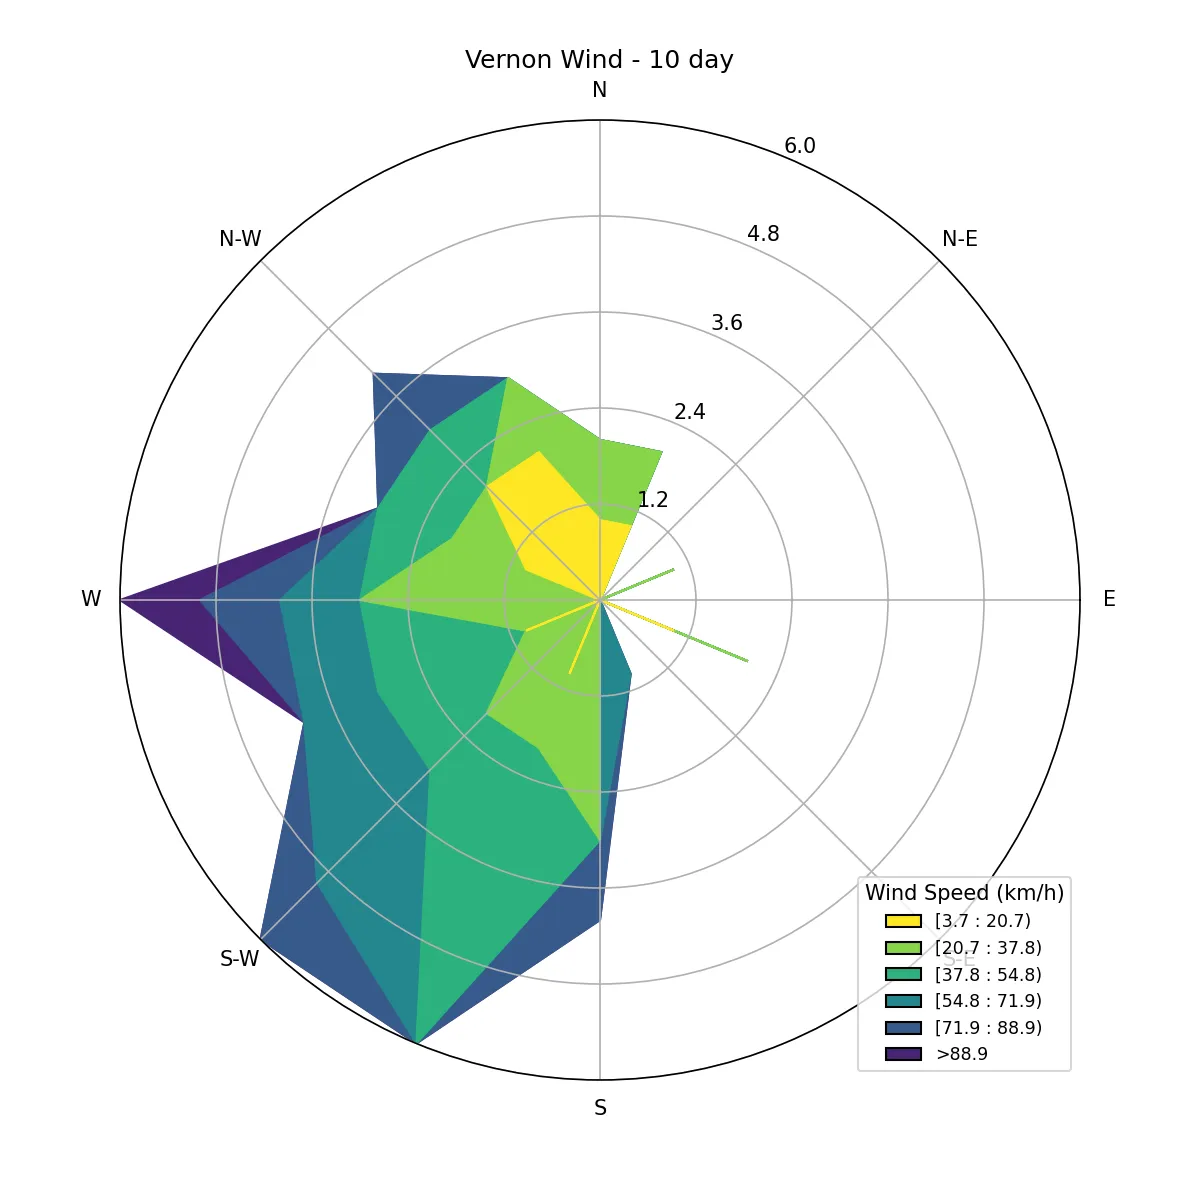 Vernon Wind - 10 day
N
6.0
4.8
N-W
N-E
3.6
2.4
1.2
W
E
S-W
S-E
S
Wind Speed (km/h)
[3.7 : 20.7)
[20.7 : 37.8)
[37.8 : 54.8)
[54.8 : 71.9)
[71.9 : 88.9)
>88.9